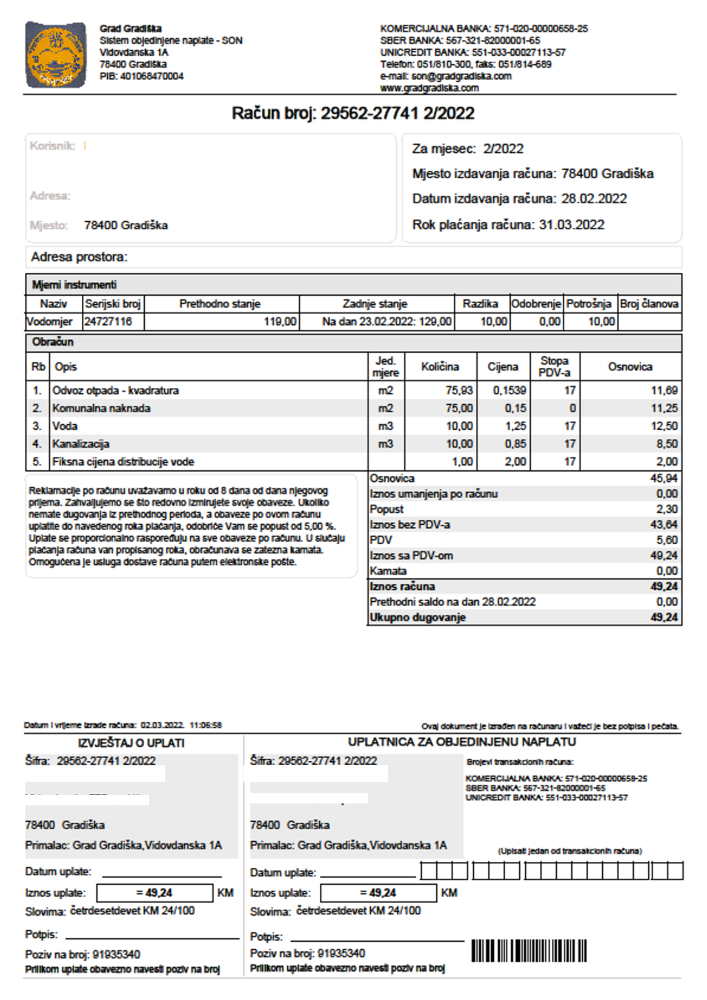 Grad Gradiška
Sistem objedinjene naplate - SON
Vidovdanska 1A
78400 Gradiška
PIB: 401068470004
KOMERCIJALNA BANKA: 571-020-00000658-25
SBER BANKA: 567-321-82000001-65
UNICREDIT BANKA: 551-033-00027113-57
Telefon: 051/810-300, faks: 051/814-689
e-mail: son@gradgradiska.com
www.gradgradiska.com
Račun broj: 29562-27741 2/2022
Korisnik:
Adresa:
Mjesto: 78400 Gradiška
Za mjesec: 2/2022
Mjesto izdavanja računa: 78400 Gradiška
Datum izdavanja računa: 28.02.2022
Rok plaćanja računa: 31.03.2022
Adresa prostora:
Mjerni instrumenti
Naziv Serijski broj Prethodno stanje Zadnje stanje Razlika Odobrenje Potrošnja Broj članova
Vodomjer 24727116 119,00 Na dan 23.02.2022: 129,00 10,00 0,00 10,00
Obračun
Rb Opis Jed. mjere Količina Cijena Stopa PDV-a Osnovica
1. Odvoz otpada - kvadratura m2 75,93 0,1539 17 11,69
2. Komunalna naknada m2 75,00 0,15 0 11,25
3. Voda m3 10,00 1,25 17 12,50
4. Kanalizacija m3 10,00 0,85 17 8,50
5. Fiksna cijena distribucije vode 1,00 2,00 17 2,00
Reklamacije po računu uvažavamo u roku od 8 dana od dana njegovog
prijema. Zahvaljujemo se što redovno izmirujete svoje obaveze. Ukoliko
nemate dugovanja iz prethodnog perioda, a obaveze po ovom računu
uplatite do navedenog roka plaćanja, odobriće Vam se popust od 5,00 %.
Uplate se proporcionalno raspoređuju na sve obaveze po računu. U slučaju
plaćanja računa van propisanog roka, obračunava se zatezna kamata.
Omogućena je usluga dostave računa putem elektronske pošte.
Osnovica 45,94
Iznos umanjenja po računu 0,00
Popust 2,30
Iznos bez PDV-a 43,64
PDV 5,60
Iznos sa PDV-om 49,24
Kamata 0,00
Iznos računa 49,24
Prethodni saldo na dan 28.02.2022 0,00
Ukupno dugovanje 49,24
Datum i vrijeme izrade računa: 02.03.2022. 11:06:58
Ovaj dokument je izrađen na računaru i važeći je bez potpisa i pečata.
IZVJEŠTAJ O UPLATI
Šifra: 29562-27741 2/2022
78400 Gradiška
Primalac: Grad Gradiška,Vidovdanska 1A
Datum uplate:
Iznos uplate: = 49,24 KM
Slovima: četrdesetdevet KM 24/100
Potpis:
Poziv na broj: 91935340
Prilikom uplate obavezno navesti poziv na broj
UPLATNICA ZA OBJEDINJENU NAPLATU
Šifra: 29562-27741 2/2022
78400 Gradiška
Primalac: Grad Gradiška,Vidovdanska 1A
Brojevi transakcionih računa:
KOMERCIJALNA BANKA: 571-020-00000658-25
SBER BANKA: 567-321-82000001-65
UNICREDIT BANKA: 551-033-00027113-57
(Upisati jedan od transakcionih računa)
Datum uplate:
Iznos uplate: = 49,24 KM
Slovima: četrdesetdevet KM 24/100
Potpis:
Poziv na broj: 91935340
Prilikom uplate obavezno navesti poziv na broj